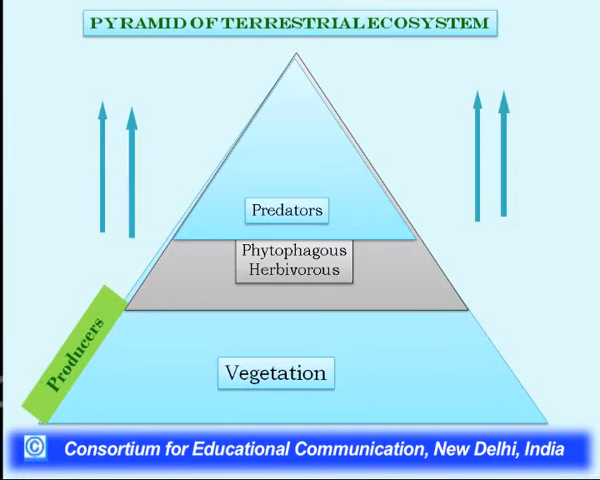 PYRAMID OF TERRESTRIAL ECOSYSTEM
Predators
Phytophagous
Herbivorous
Producers
Vegetation
© Consortium for Educational Communication, New Delhi, India